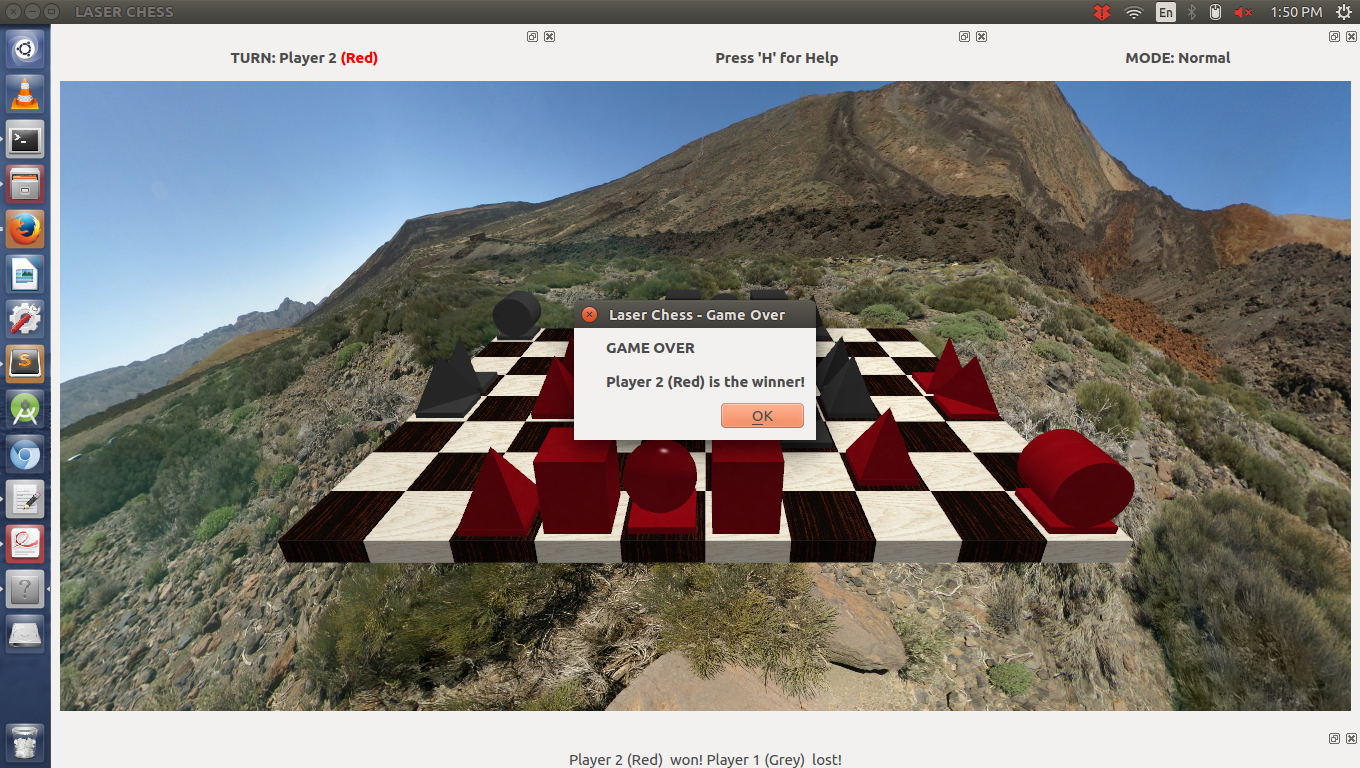 LASER CHESS
En
1:50 PM
TURN: Player 2 (Red)
Press 'H' for Help
MODE: Normal
Laser Chess - Game Over
GAME OVER
Player 2 (Red) is the winner!
OK
Player 2 (Red)  won! Player 1 (Grey)  lost!